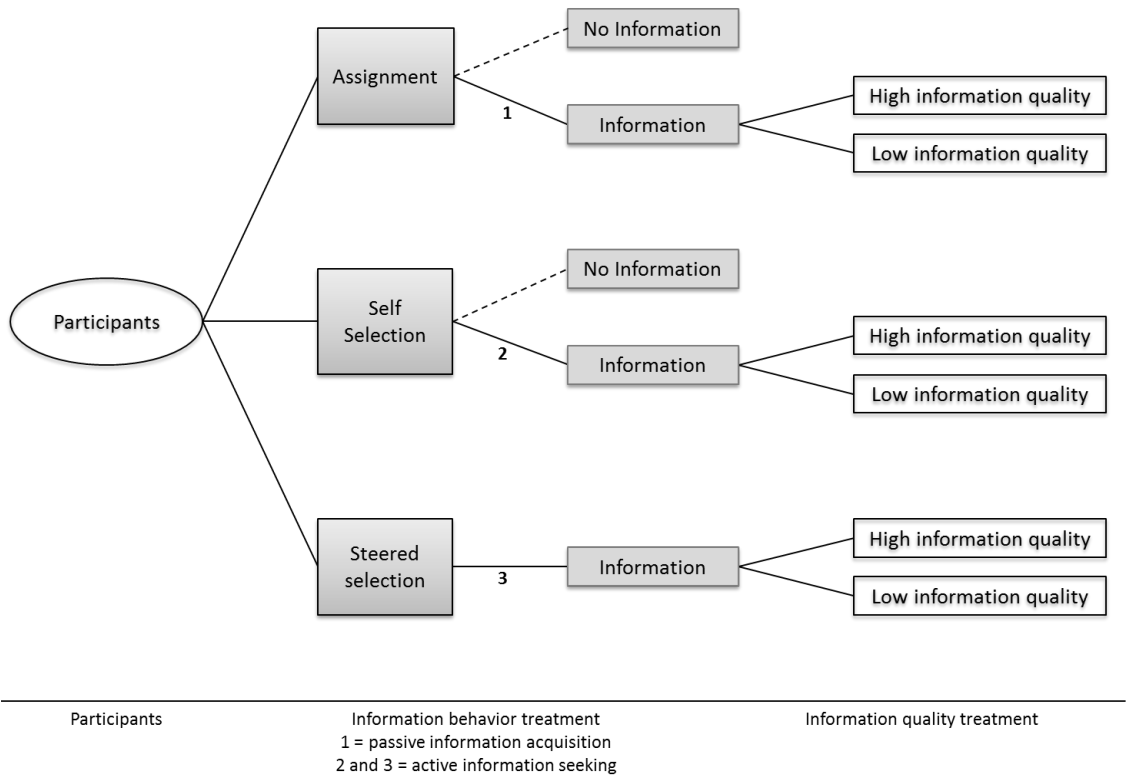 No Information
Assignment
1
Information
High information quality
Low information quality
Participants
Self
Selection
No Information
2
Information
High information quality
Low information quality
Steered
selection
3
Information
High information quality
Low information quality
Participants
Information behavior treatment
1 = passive information acquisition
2 and 3 = active information seeking
Information quality treatment